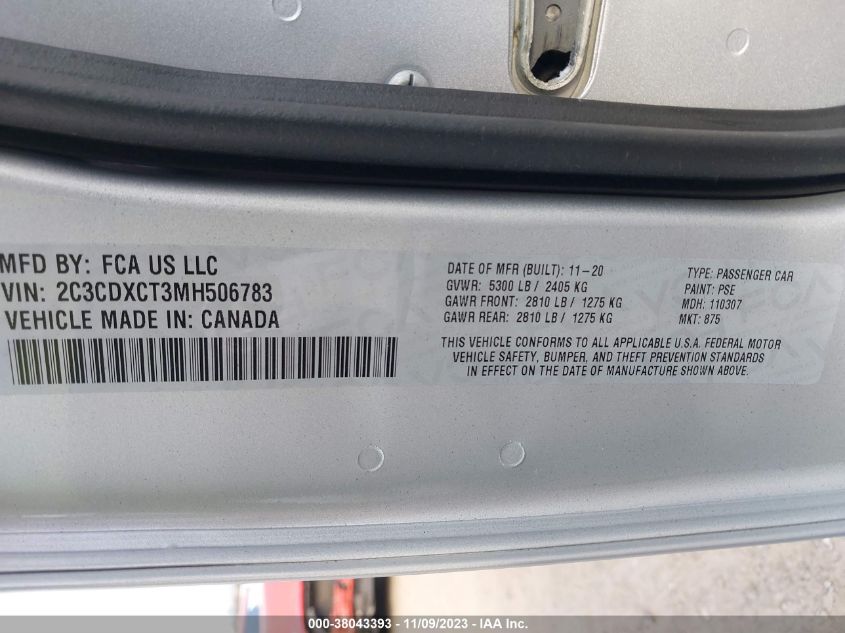 MFD BY: FCA US LLC
VIN: 2C3CDXCT3MH506783
VEHICLE MADE IN: CANADA
DATE OF MFR (BUILT): 11-20
GVWR: 5300 LB / 2405 KG
GAWR FRONT: 2810 LB / 1275 KG
GAWR REAR: 2810 LB / 1275 KG
TYPE: PASSENGER CAR
PAINT: PSE
MDH: 110307
MKT: 875
THIS VEHICLE CONFORMS TO ALL APPLICABLE U.S.A. FEDERAL MOTOR
VEHICLE SAFETY, BUMPER, AND THEFT PREVENTION STANDARDS
IN EFFECT ON THE DATE OF MANUFACTURE SHOWN ABOVE.
000-38043393 - 11/09/2023 - IAA Inc.